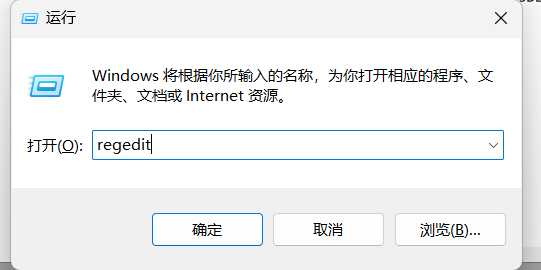 运行
Windows 将根据你所输入的名称，为你打开相应的程序、文
件夹、文档或 Internet 资源。
打开(O): regedit
确定 取消 浏览(B)...